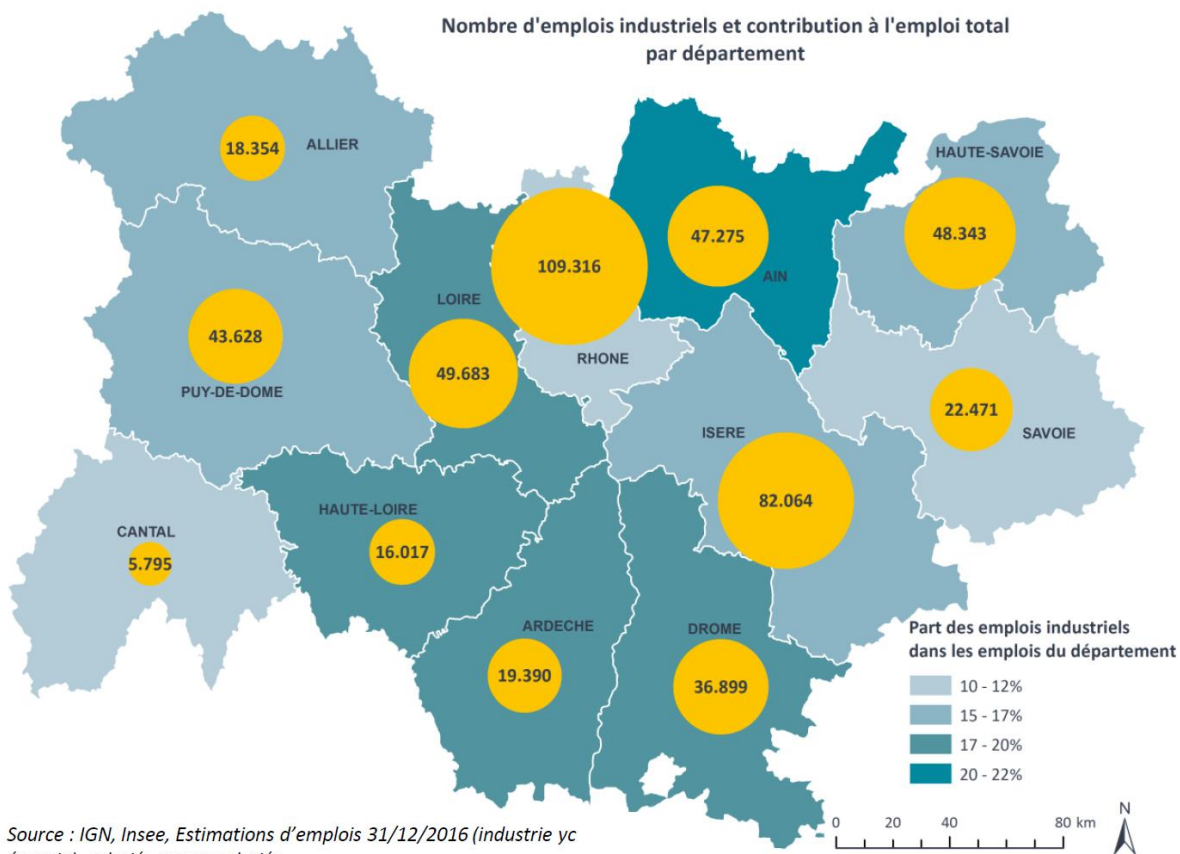 Nombre d'emplois industriels et contribution à l'emploi total
par département
ALLIER
18.354
HAUTE-SAVOIE
48.343
47.275
AIN
109.316
LOIRE
43.628
PUY-DE-DOME
49.683
RHONE
22.471
SAVOIE
ISERE
82.064
HAUTE-LOIRE
16.017
CANTAL
5.795
ARDECHE
19.390
DROME
36.899
Part des emplois industriels
dans les emplois du département
10 - 12%
15 - 17%
17 - 20%
20 - 22%
N
0 20 40 80 km
Source : IGN, Insee, Estimations d'emplois 31/12/2016 (industrie yc